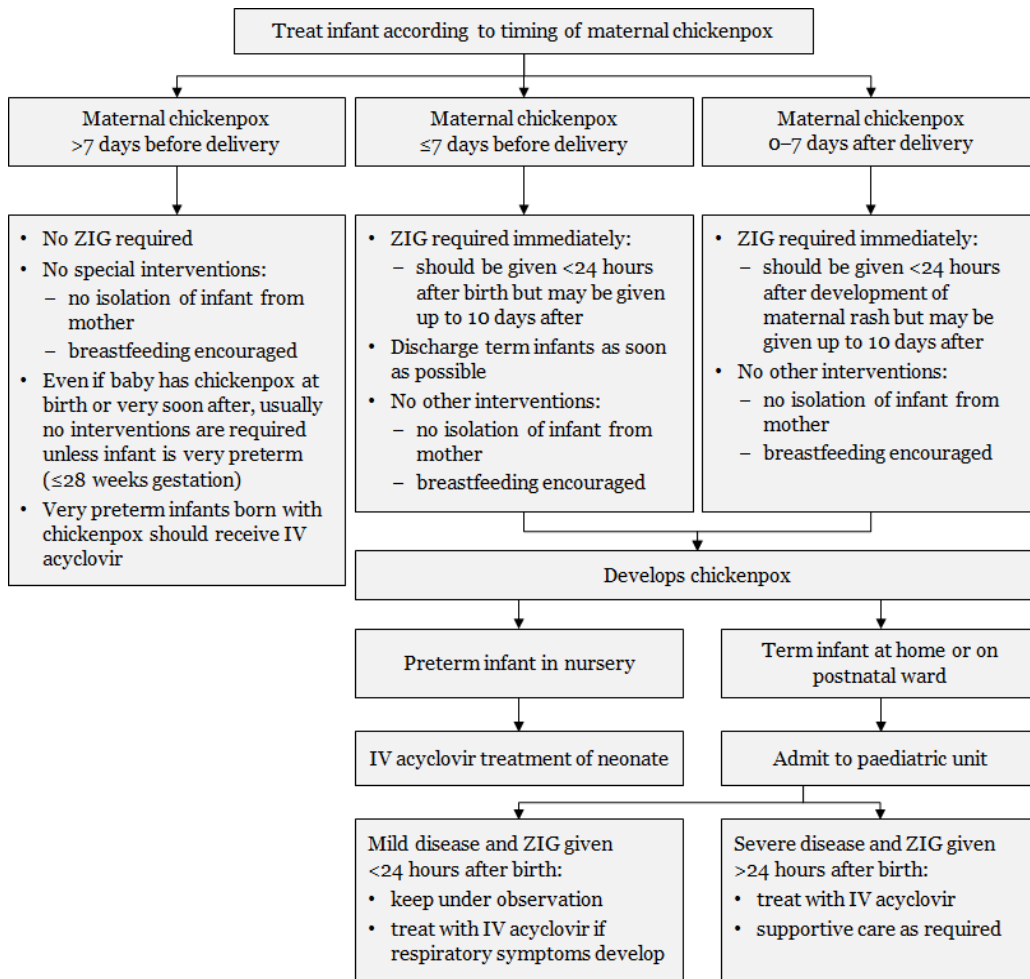 Treat infant according to timing of maternal chickenpox
Maternal chickenpox
>7 days before delivery
Maternal chickenpox
≤7 days before delivery
Maternal chickenpox
0–7 days after delivery
• No ZIG required
• No special interventions:
– no isolation of infant from
mother
– breastfeeding encouraged
• Even if baby has chickenpox at
birth or very soon after, usually
no interventions are required
unless infant is very preterm
(≤28 weeks gestation)
• Very preterm infants born with
chickenpox should receive IV
acyclovir
• ZIG required immediately:
– should be given <24 hours
after birth but may be given
up to 10 days after
• Discharge term infants as soon
as possible
• No other interventions:
– no isolation of infant from
mother
– breastfeeding encouraged
• ZIG required immediately:
– should be given <24 hours
after development of
maternal rash but may be
given up to 10 days after
• No other interventions:
– no isolation of infant from
mother
– breastfeeding encouraged
Develops chickenpox
Preterm infant in nursery
Term infant at home or on
postnatal ward
IV acyclovir treatment of neonate
Admit to paediatric unit
Mild disease and ZIG given
<24 hours after birth:
• keep under observation
• treat with IV acyclovir if
respiratory symptoms develop
Severe disease and ZIG given
>24 hours after birth:
• treat with IV acyclovir
• supportive care as required